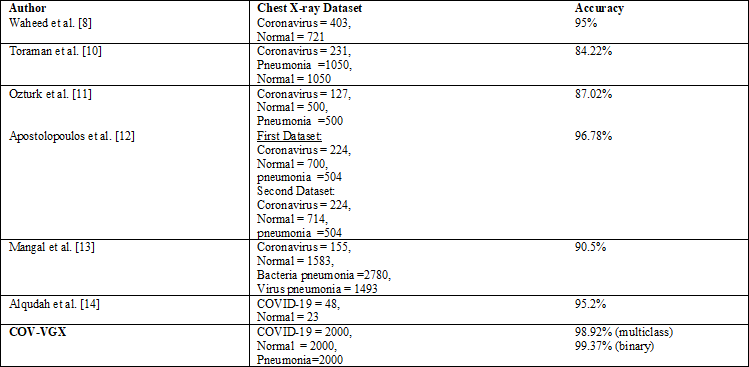 Author Chest X-ray Dataset Accuracy
Waheed et al. [8] Coronavirus = 403, 95%
Normal = 721
Toraman et al. [10] Coronavirus = 231, 84.22%
Pneumonia =1050,
Normal = 1050
Ozturk et al. [11] Coronavirus = 127, 87.02%
Normal = 500,
Pneumonia =500
Apostolopoulos et al. [12] First Dataset: 96.78%
Coronavirus = 224,
Normal = 700,
pneumonia =504
Second Dataset:
Coronavirus = 224,
Normal = 714,
pneumonia =504
Mangal et al. [13] Coronavirus = 155, 90.5%
Normal = 1583,
Bacteria pneumonia =2780,
Virus pneumonia = 1493
Alqudah et al. [14] COVID-19 = 48, 95.2%
Normal = 23
COV-VGX COVID-19 = 2000, 98.92% (multiclass)
Normal = 2000, 99.37% (binary)
Pneumonia=2000